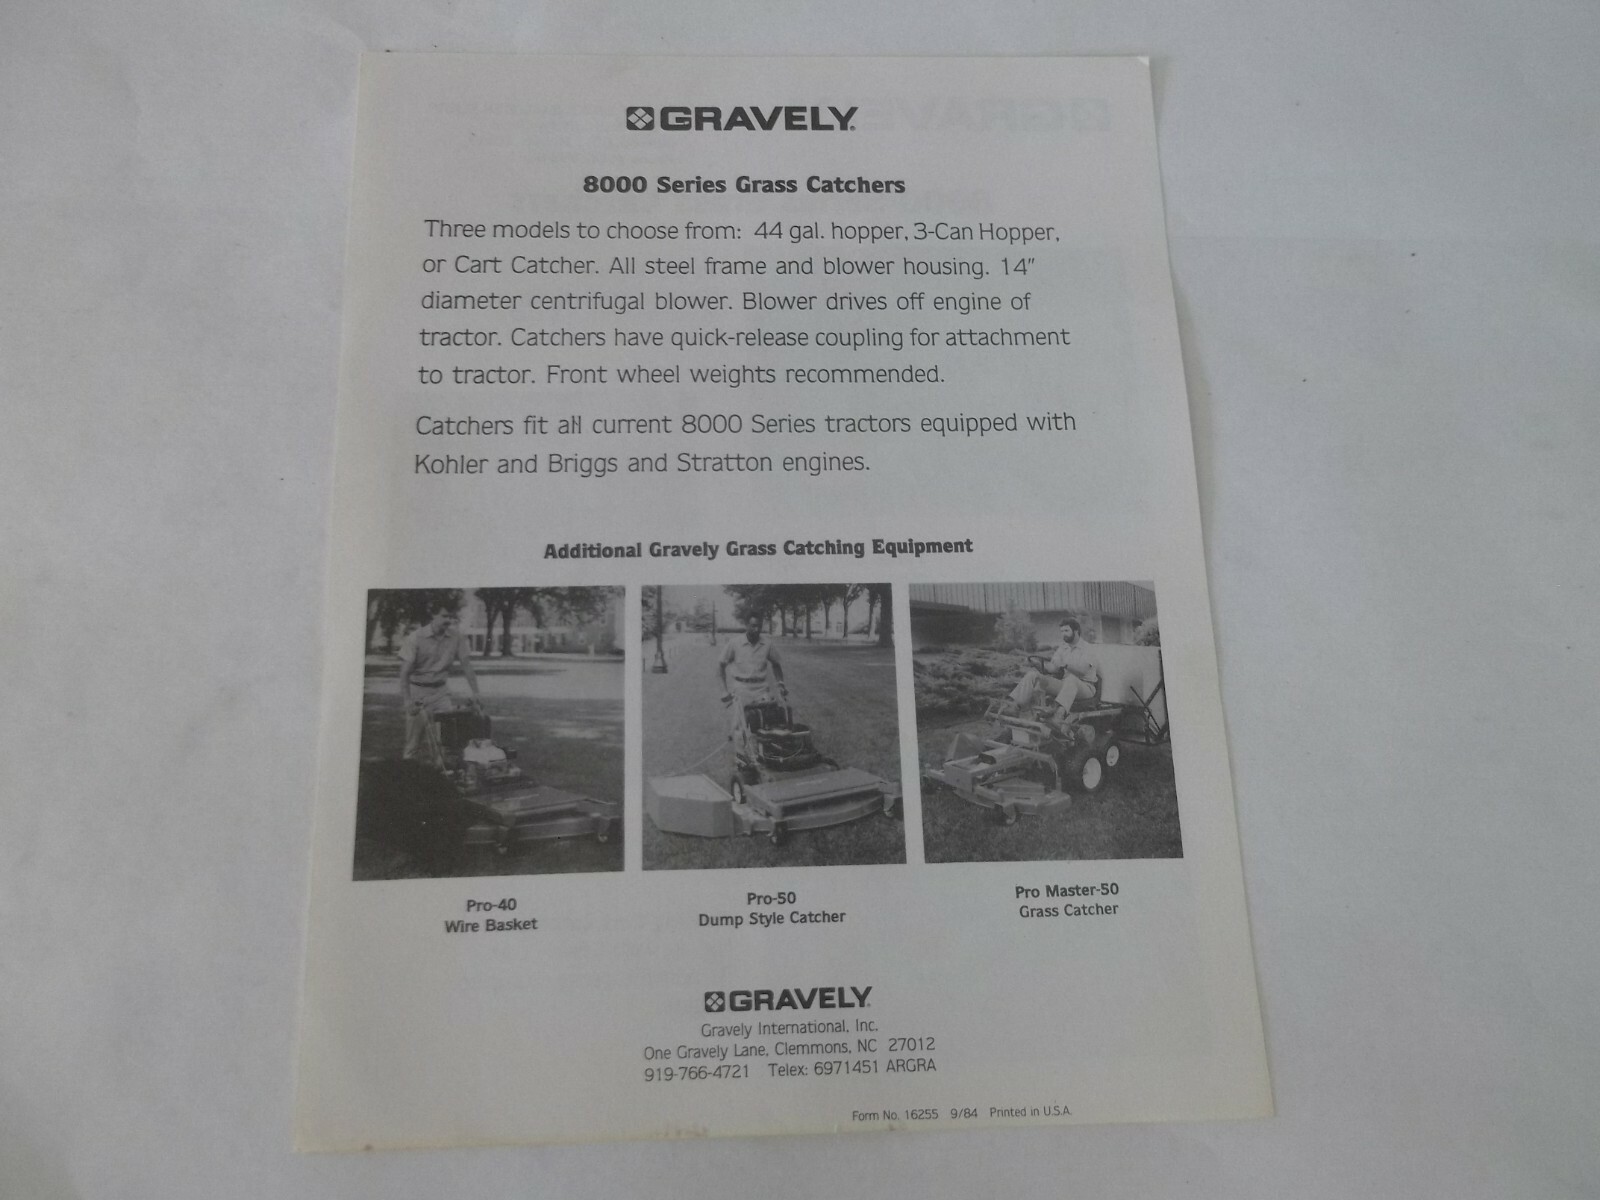 GRAVELY
8000 Series Grass Catchers
Three models to choose from: 44 gal. hopper, 3-Can Hopper,
or Cart Catcher. All steel frame and blower housing. 14"
diameter centrifugal blower. Blower drives off engine of
tractor. Catchers have quick-release coupling for attachment
to tractor. Front wheel weights recommended.
Catchers fit all current 8000 Series tractors equipped with
Kohler and Briggs and Stratton engines.
Additional Gravely Grass Catching Equipment
Pro-40
Wire Basket
Pro-50
Dump Style Catcher
Pro Master-50
Grass Catcher
GRAVELY
Gravely International, Inc.
One Gravely Lane, Clemmons, NC 27012
919-766-4721 Telex: 6971451 ARGRA
Form No. 16255 9/84 Printed in U.S.A.